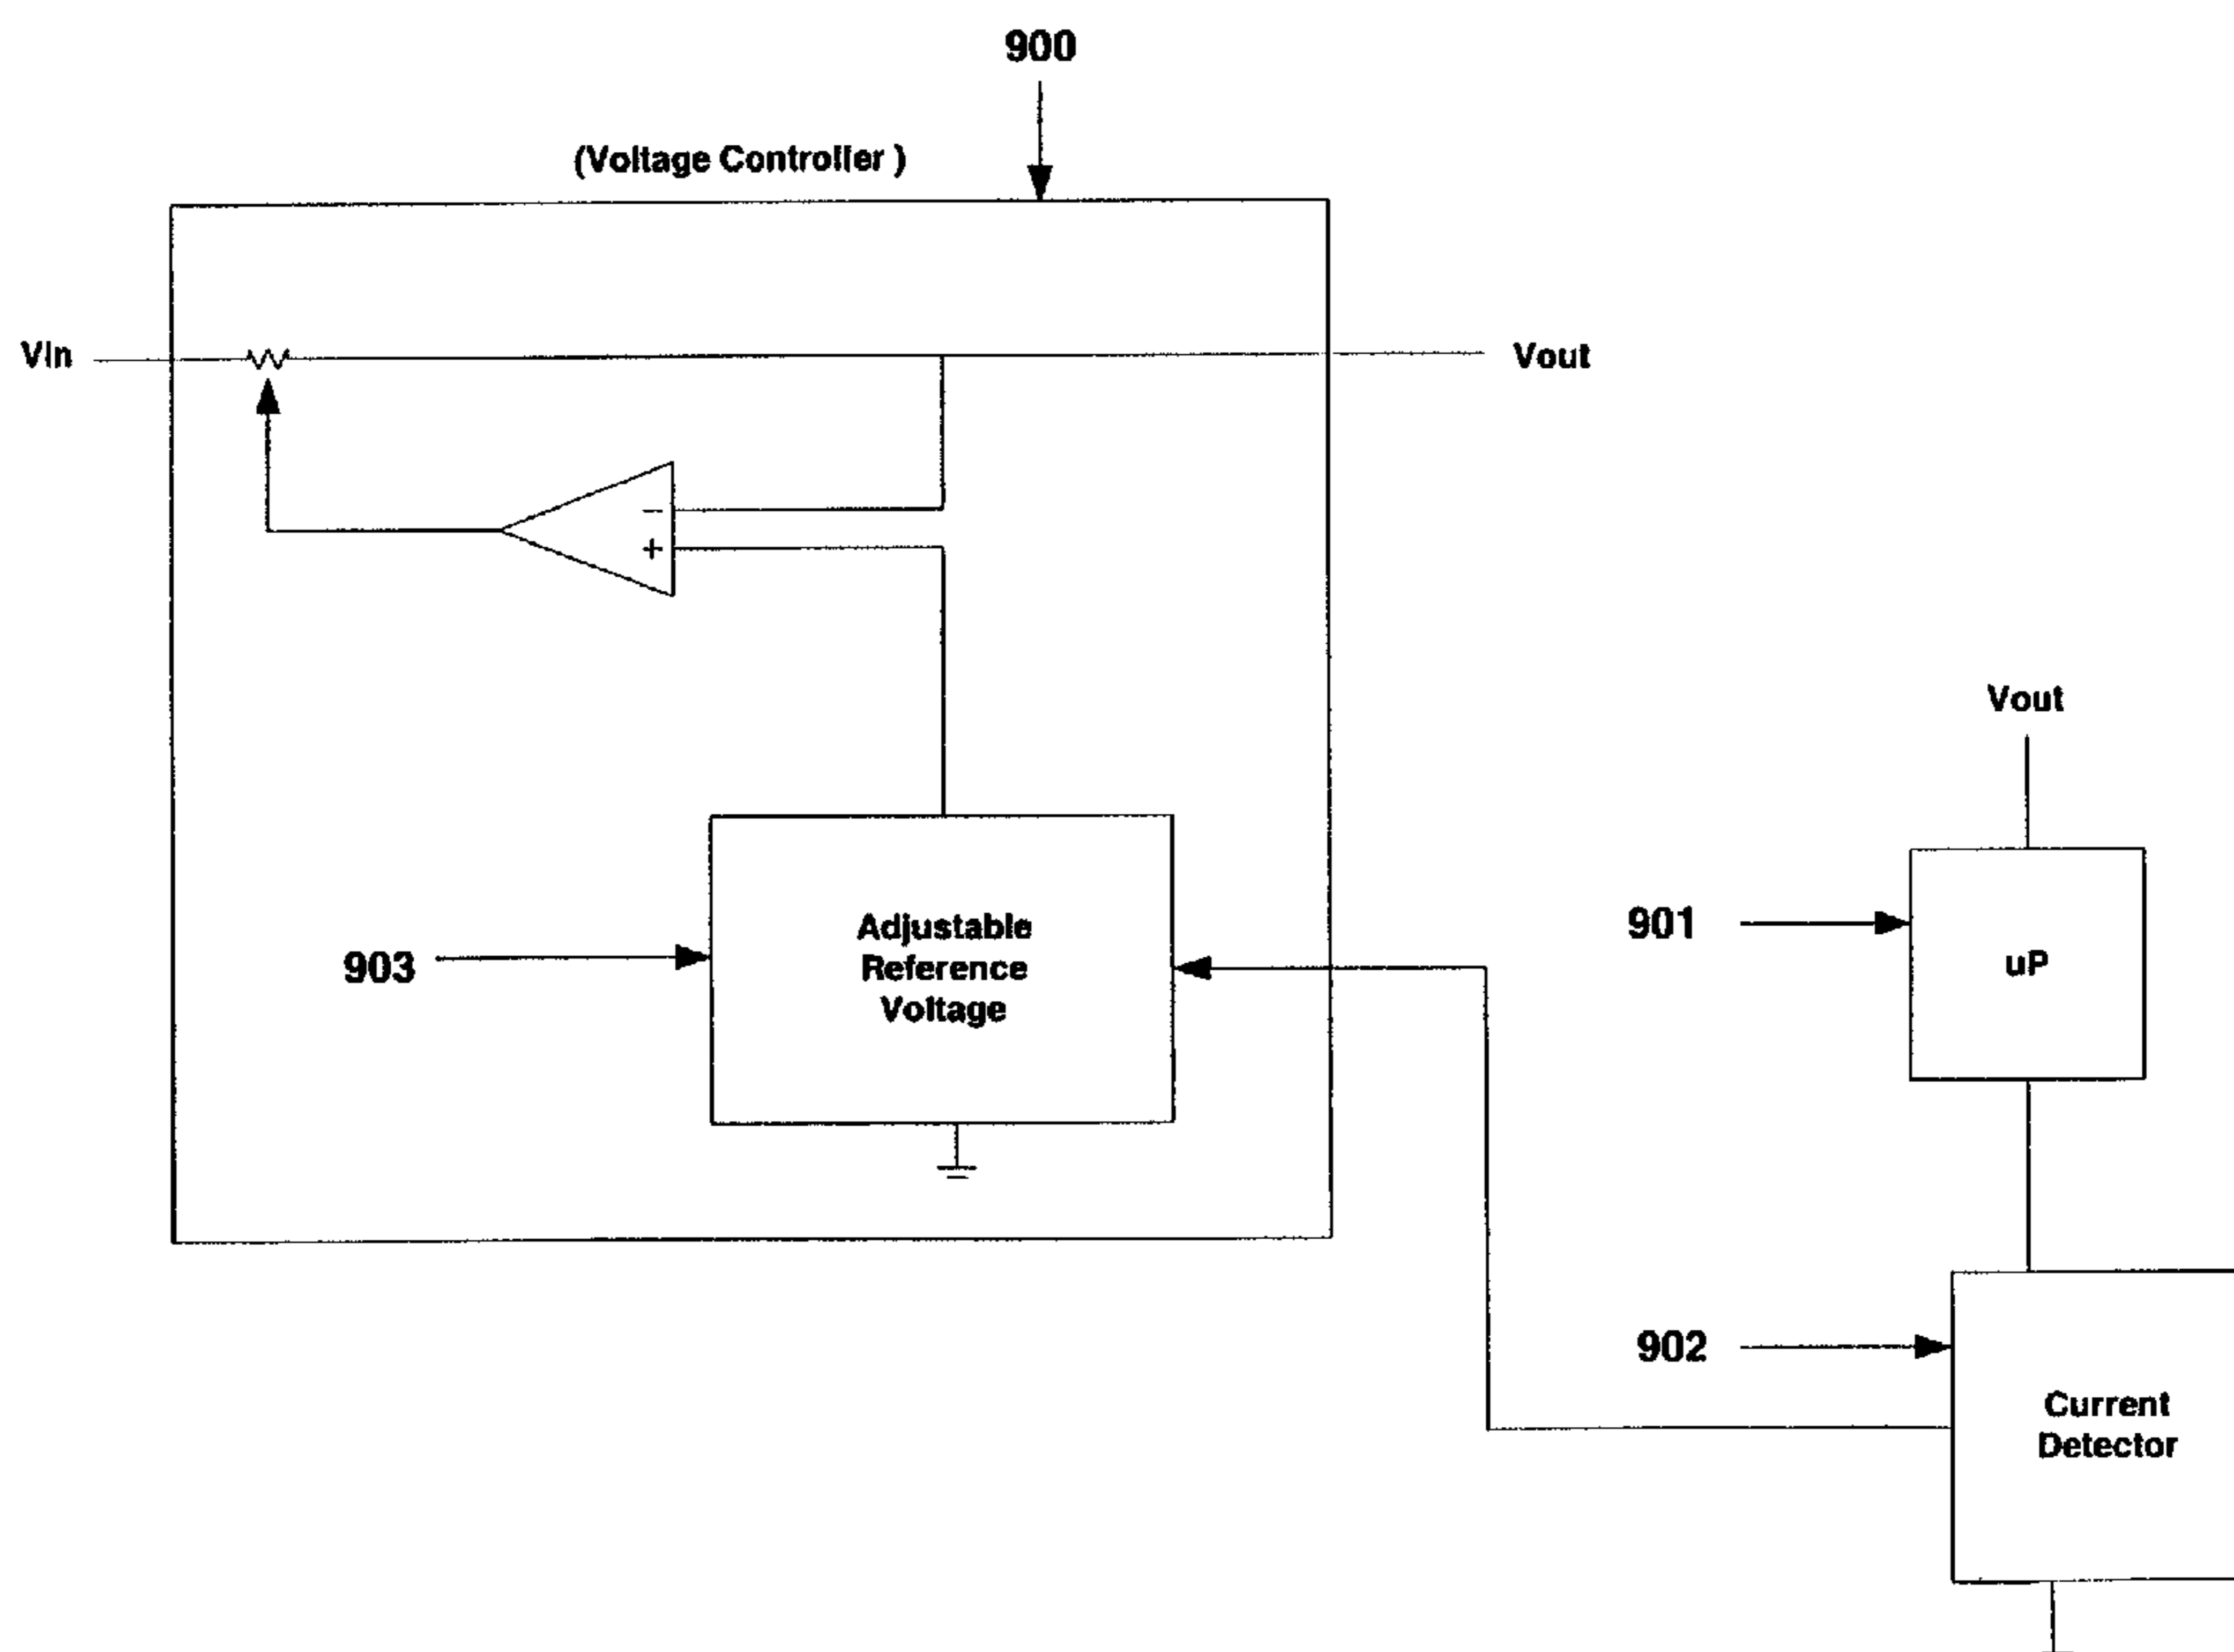 900
(Voltage Controller )
Vin
Vout
−
+
Vout
901
uP
903
Adjustable
Reference
Voltage
902
Current
Detector